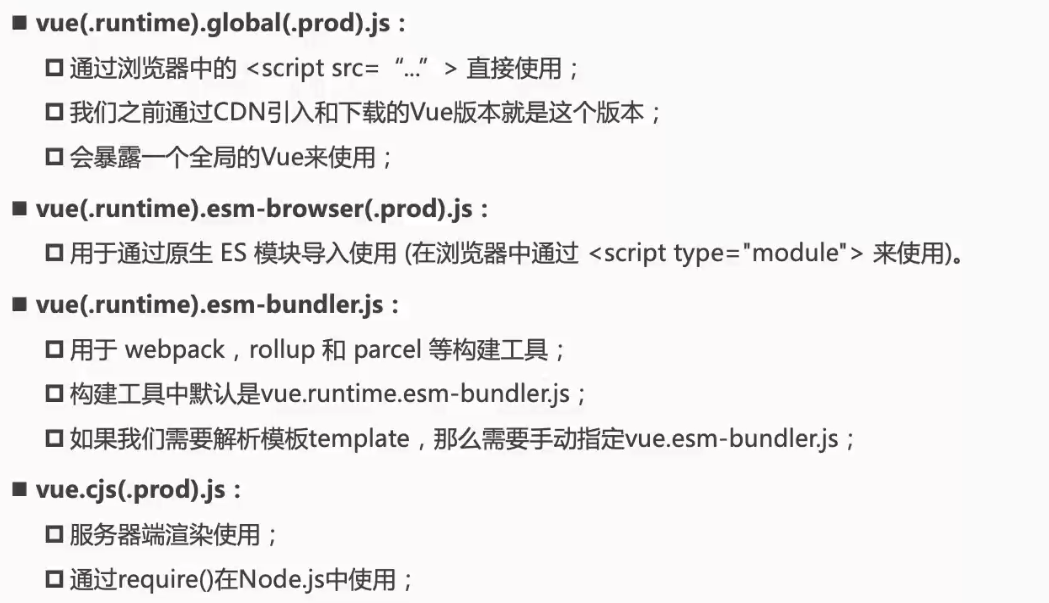 ■ vue(.runtime).global(.prod).js：
□ 通过浏览器中的 <script src=“...”> 直接使用；
□ 我们之前通过CDN引入和下载的Vue版本就是这个版本；
□ 会暴露一个全局的Vue来使用；
■ vue(.runtime).esm-browser(.prod).js：
□ 用于通过原生 ES 模块导入使用 (在浏览器中通过 <script type="module"> 来使用)。
■ vue(.runtime).esm-bundler.js：
□ 用于 webpack，rollup 和 parcel 等构建工具；
□ 构建工具中默认是vue.runtime.esm-bundler.js；
□ 如果我们需要解析模板template，那么需要手动指定vue.esm-bundler.js；
■ vue.cjs(.prod).js：
□ 服务器端渲染使用；
□ 通过require()在Node.js中使用；